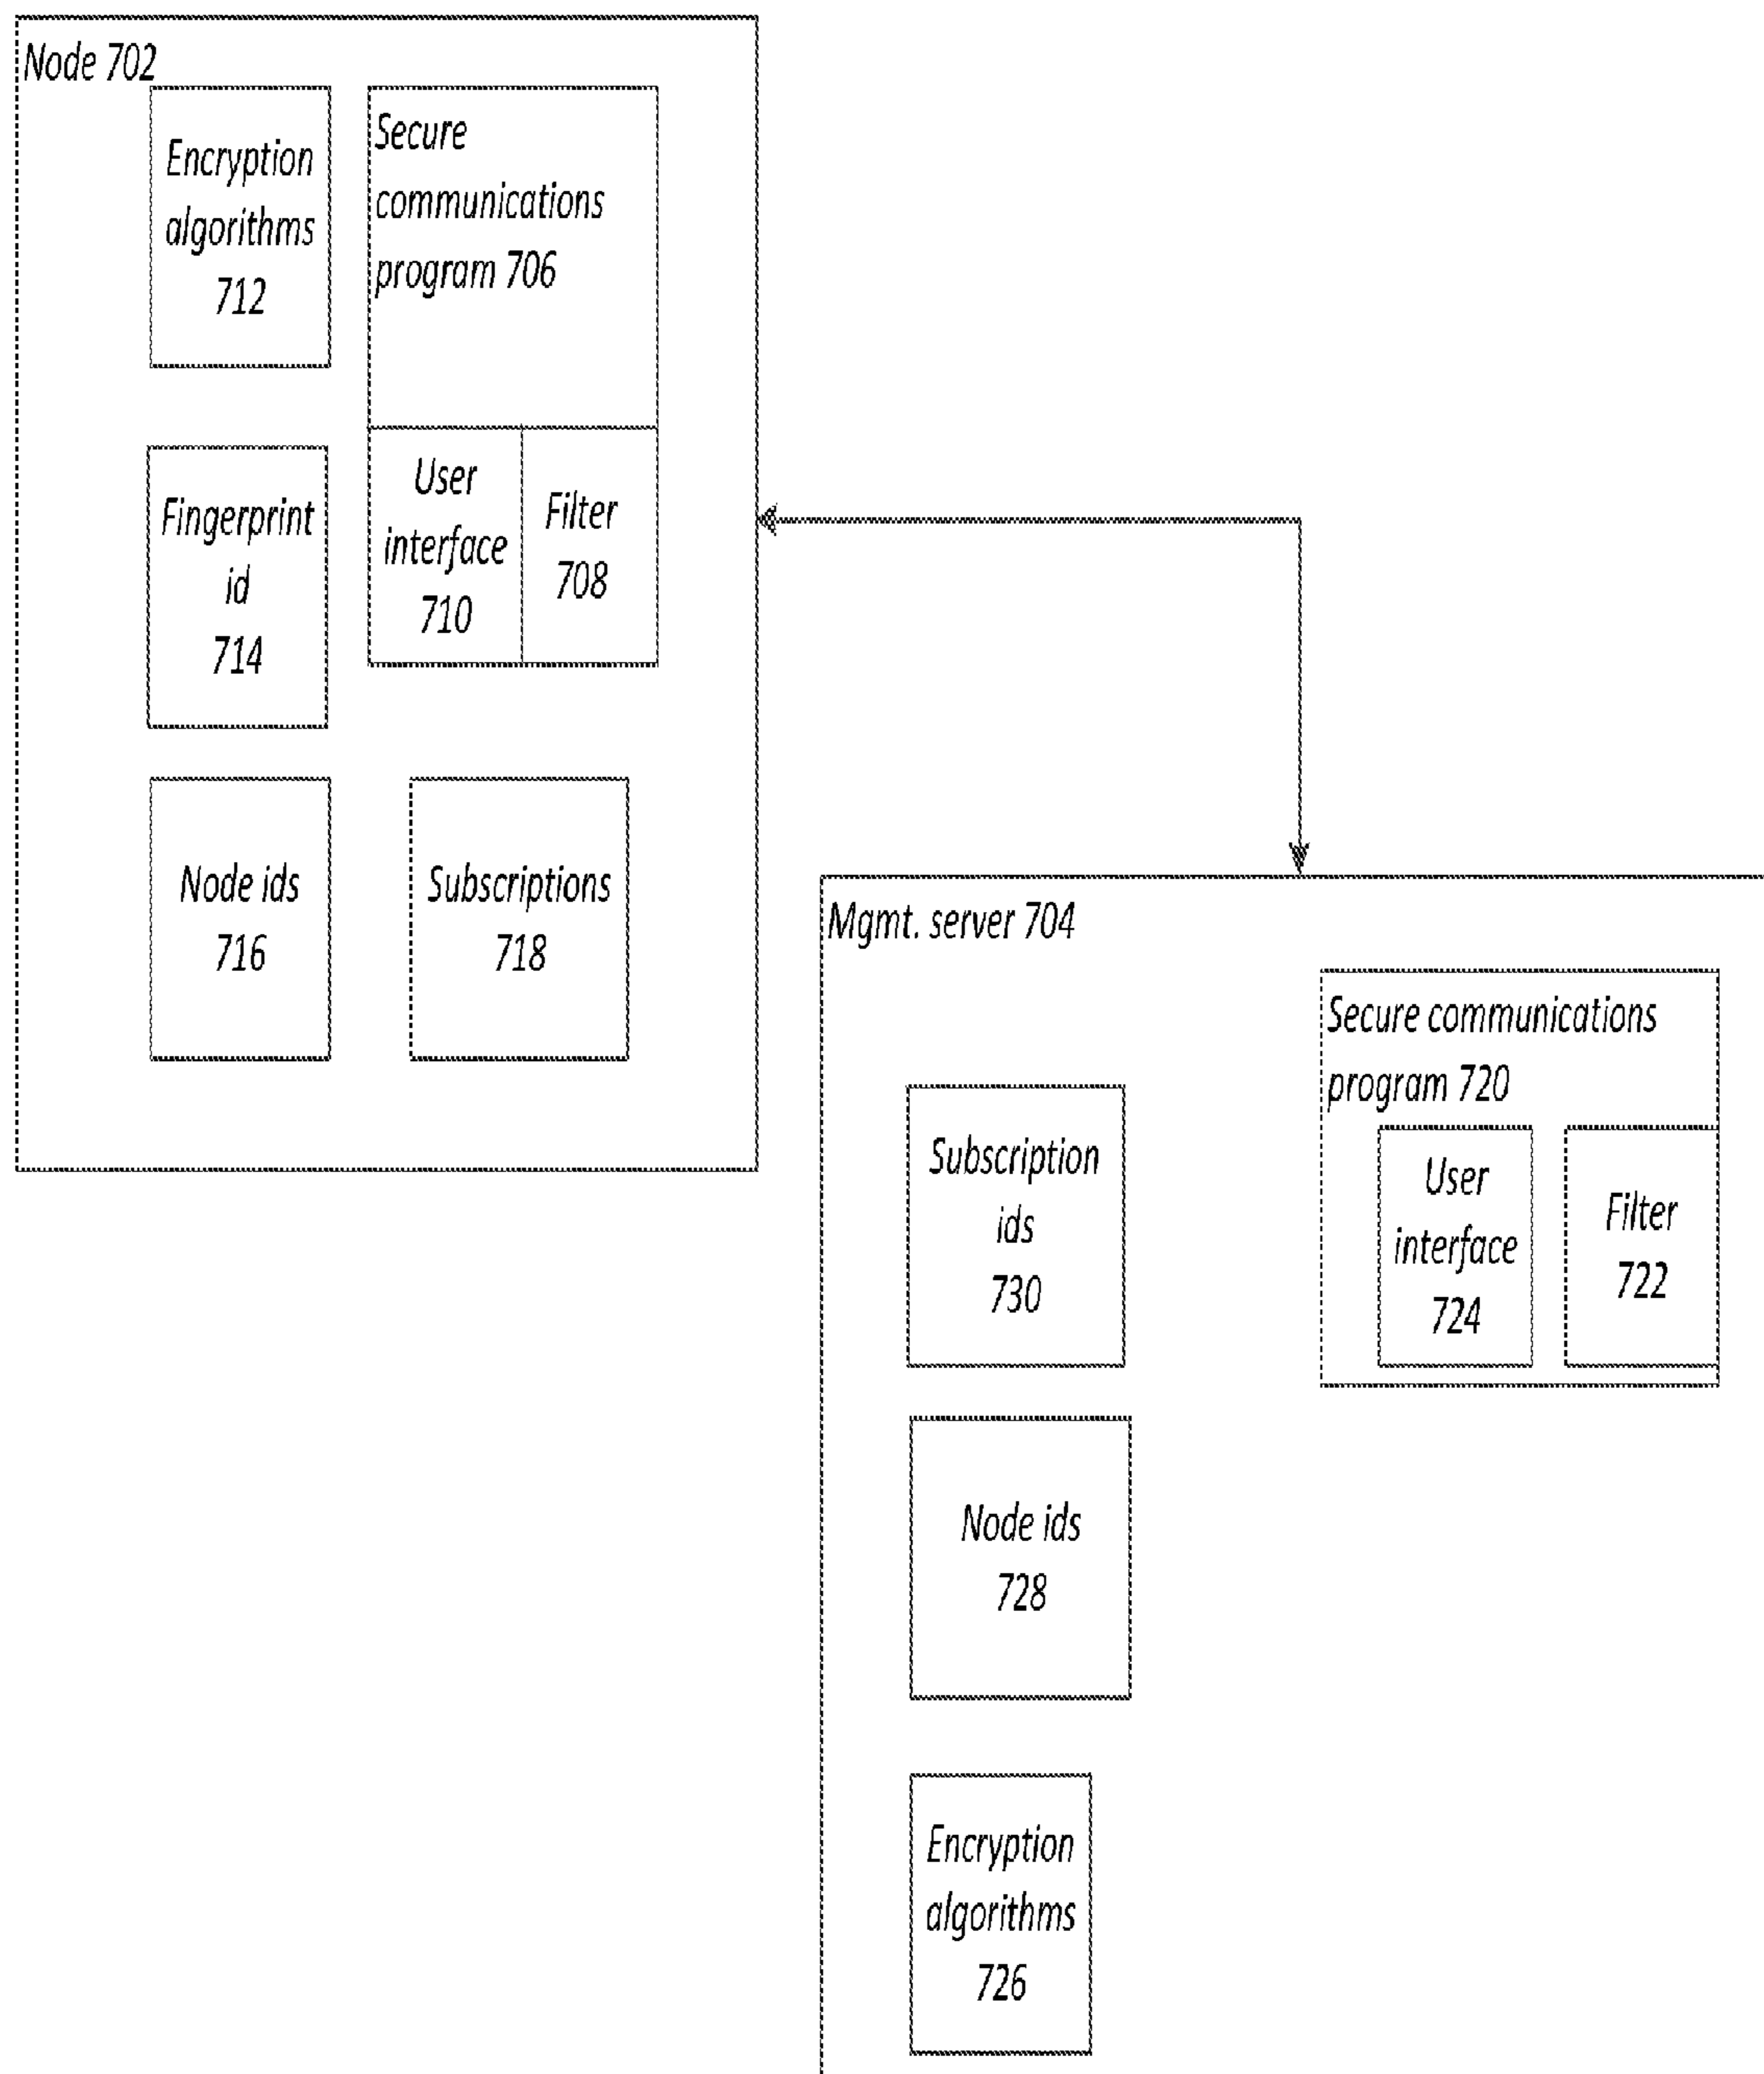 Node 702
Encryption
algorithms
712
Secure
communications
program 706
Fingerprint
id
714
User
interface
710
Filter
708
Node ids
716
Subscriptions
718
Mgmt. server 704
Secure communications
program 720
Subscription
ids
730
User
interface
724
Filter
722
Node ids
728
Encryption
algorithms
726